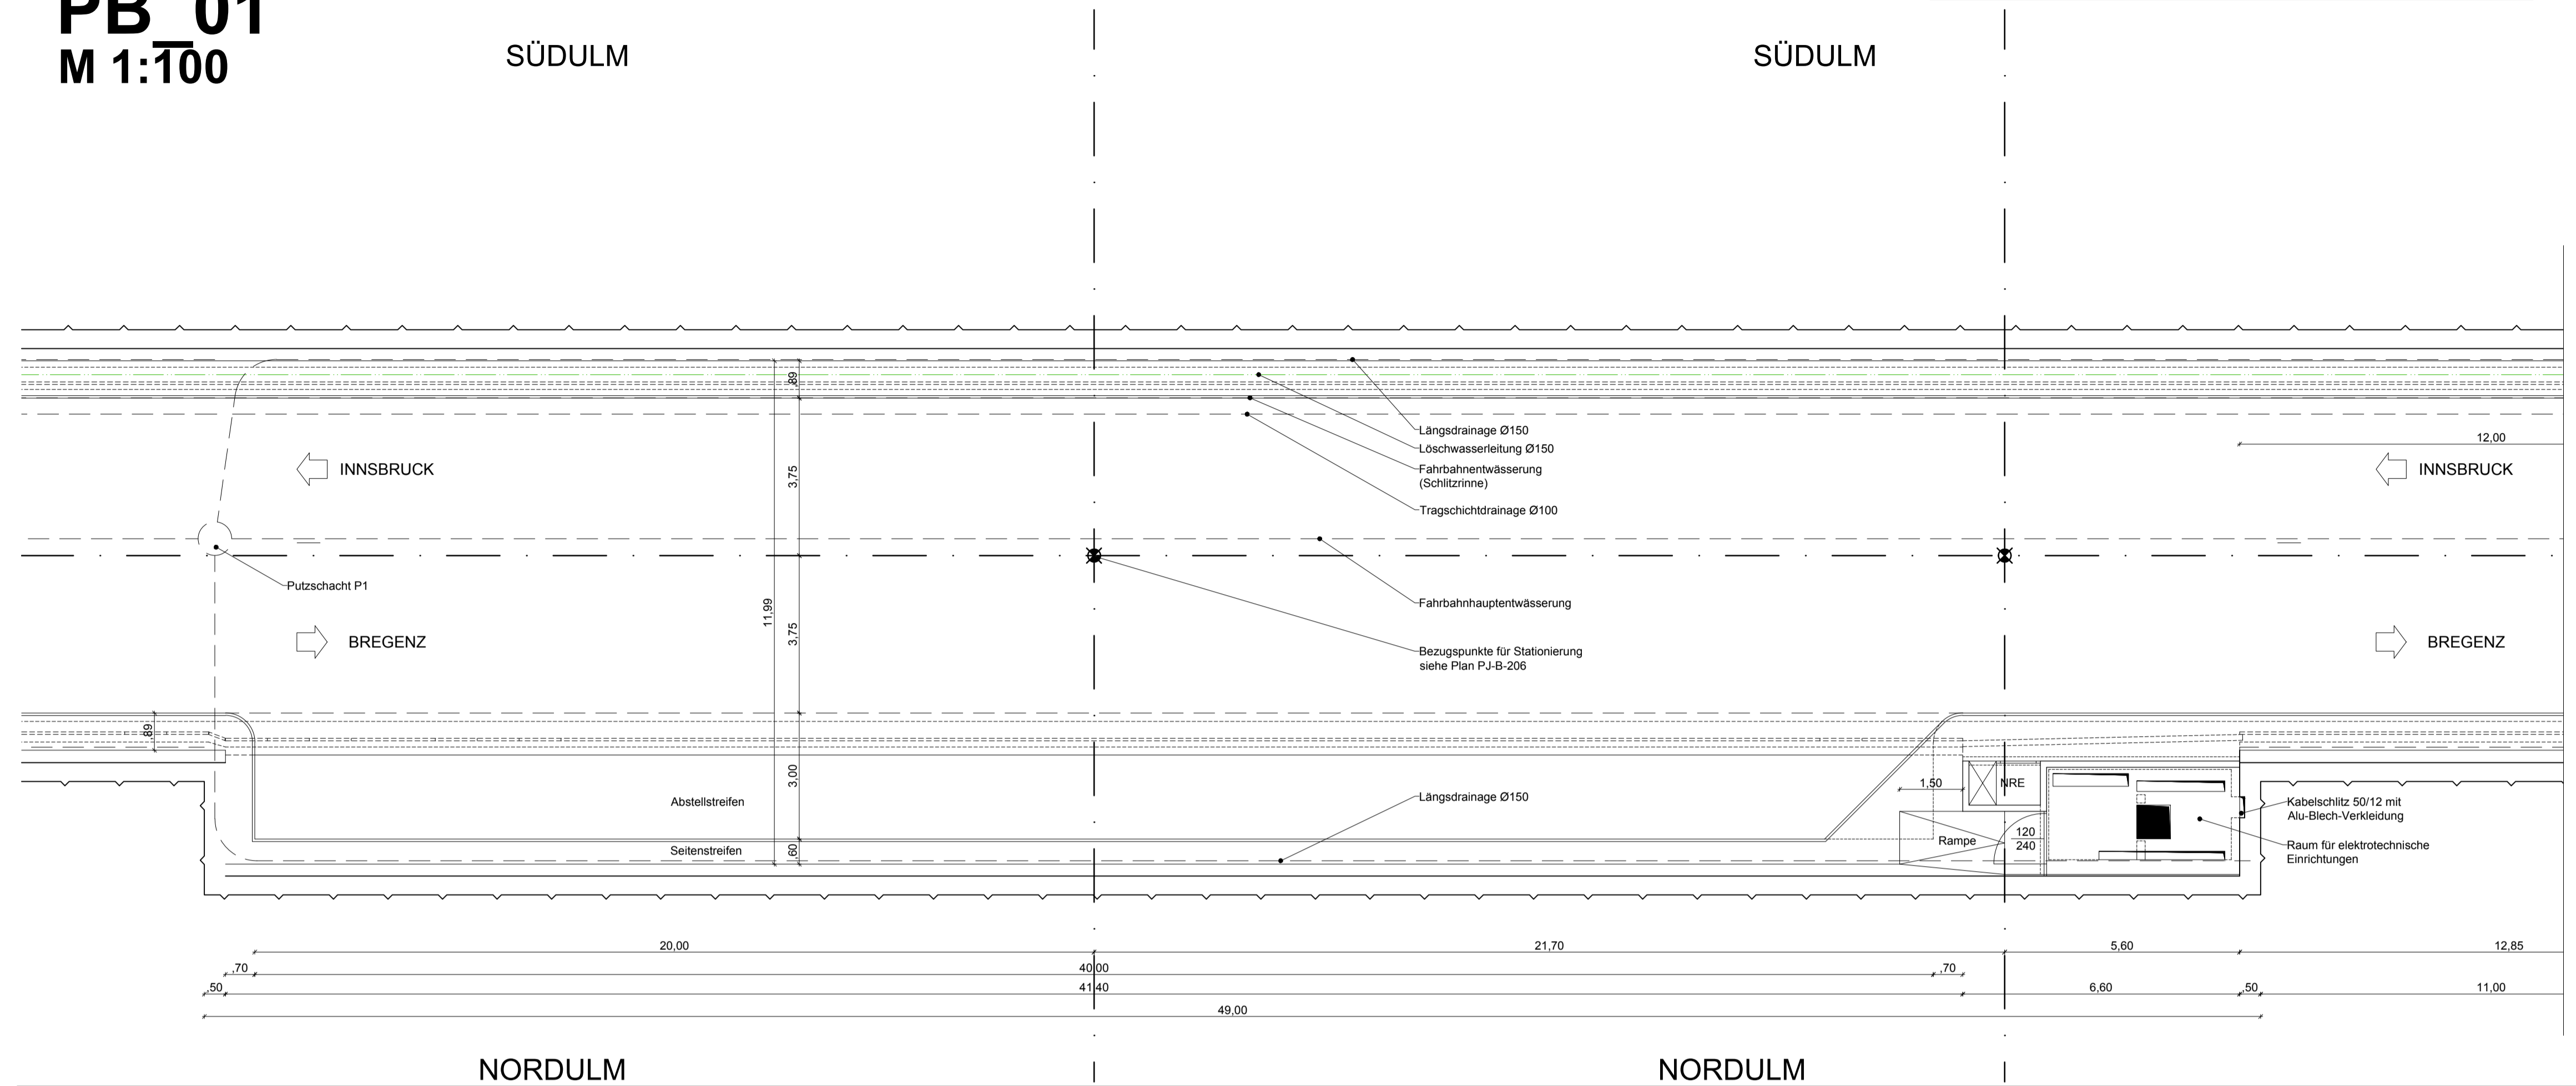 PB_01
M 1:100
SÜDULM
SÜDULM
,89
Längsdrainage Ø150
Löschwasserleitung Ø150
Fahrbahnentwässerung
(Schlitzrinne)
Tragschichtdrainage Ø100
12,00
INNSBRUCK
3,75
INNSBRUCK
Putzschacht P1
Fahrbahnhauptentwässerung
11,99
3,75
BREGENZ
Bezugspunkte für Stationierung
siehe Plan PJ-B-206
BREGENZ
,89
3,00
Abstellstreifen
Längsdrainage Ø150
1,50
NRE
Kabelschlitz 50/12 mit
Alu-Blech-Verkleidung
Seitenstreifen
,60
Rampe
120
240
Raum für elektrotechnische
Einrichtungen
20,00
21,70
5,60
12,85
,70
40,00
,70
,50
41,40
6,60
,50
11,00
49,00
NORDULM
NORDULM